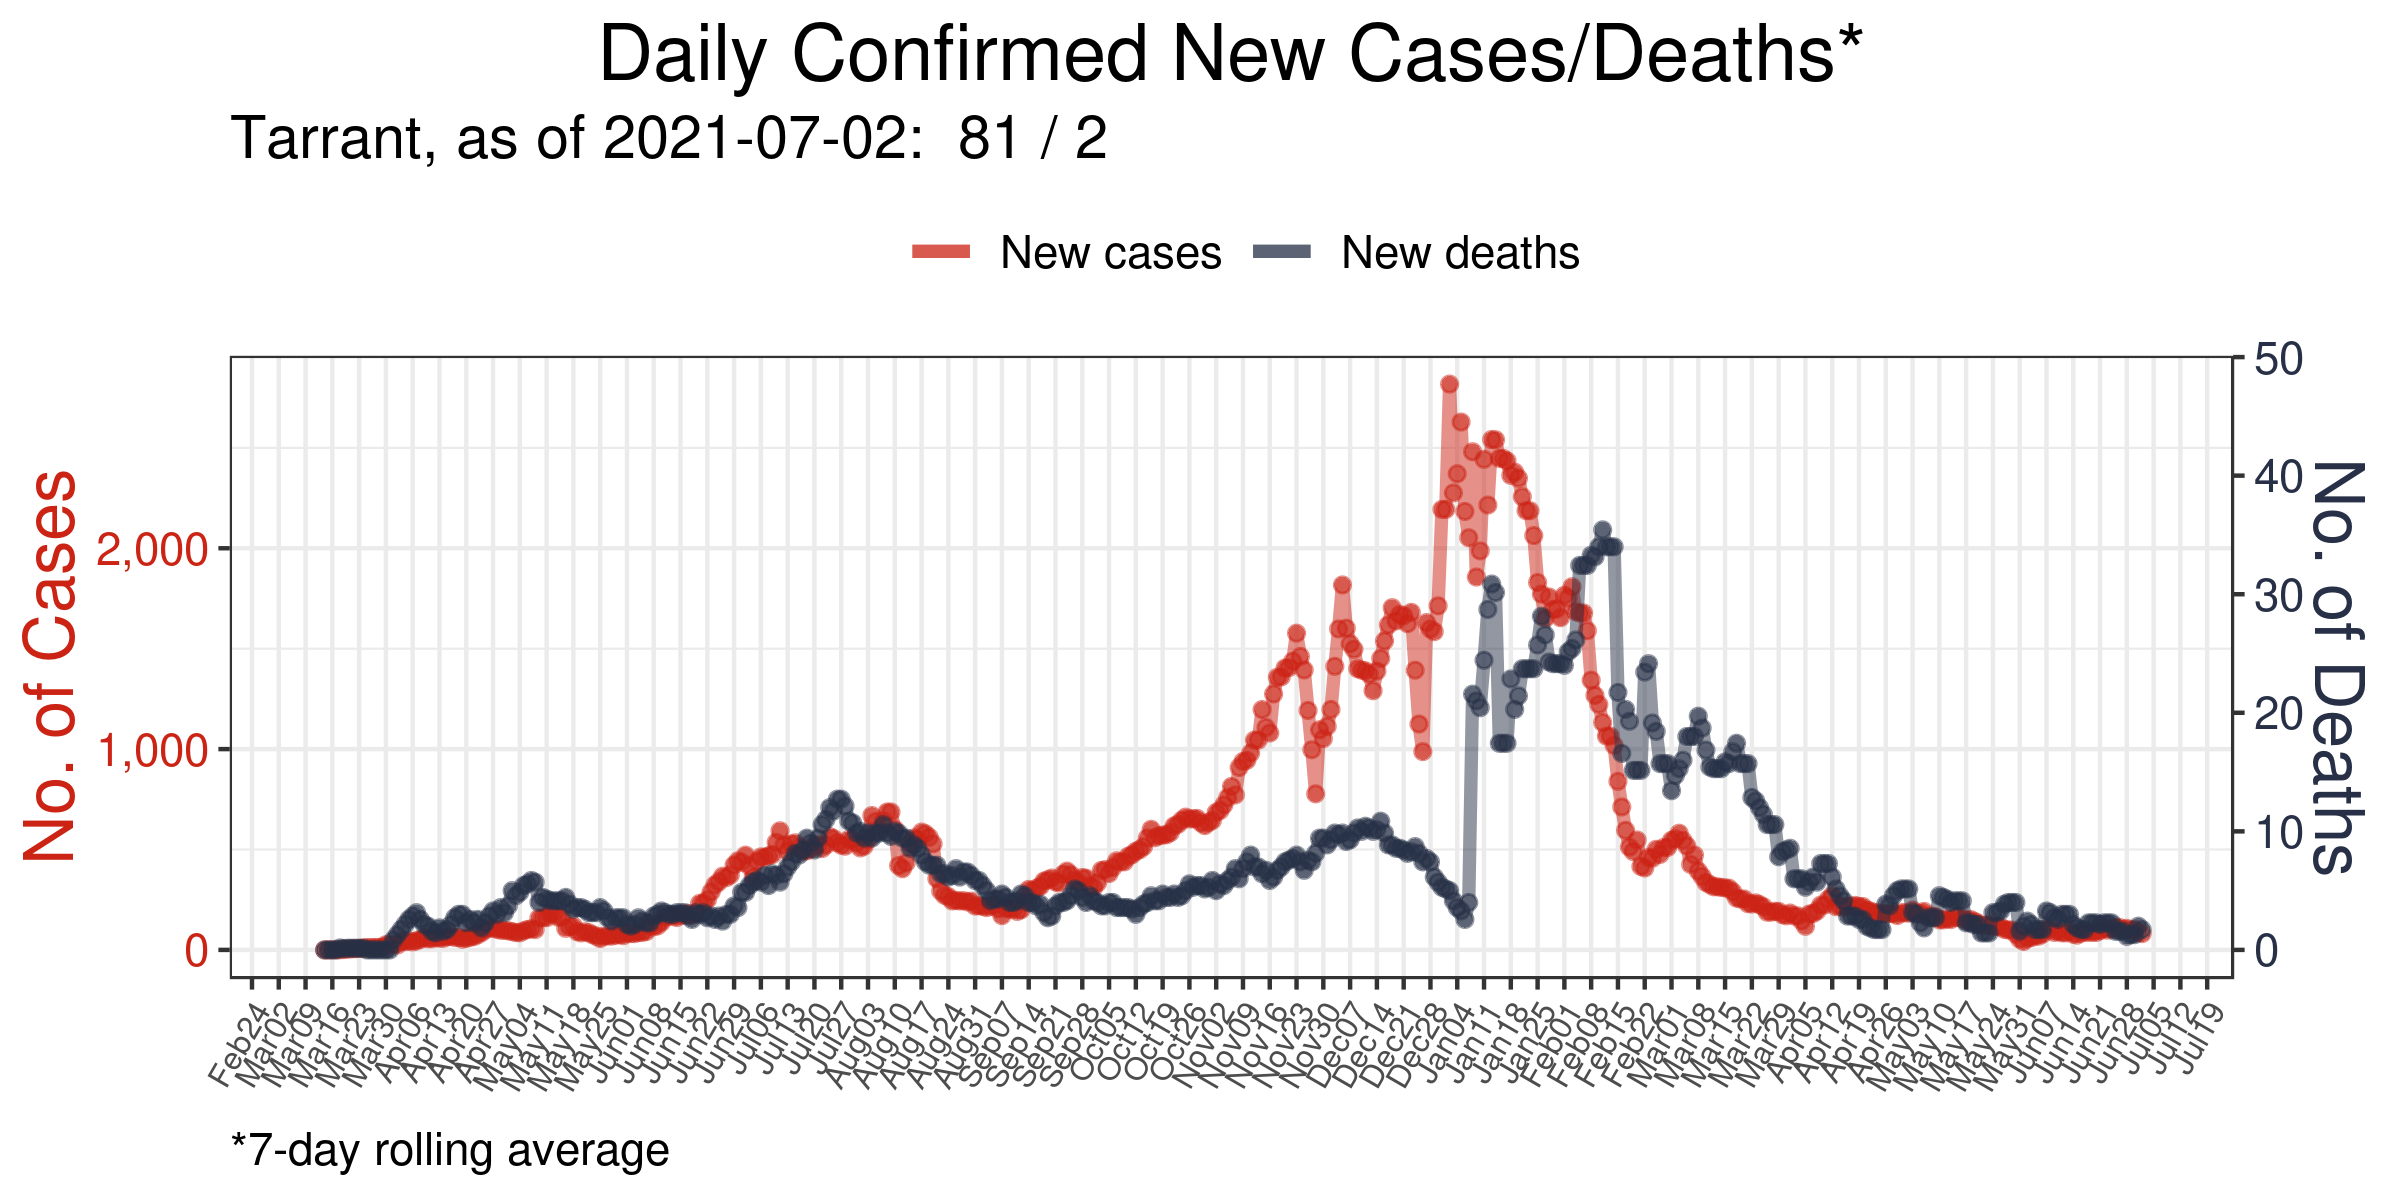 Daily Confirmed New Cases/Deaths*
Tarrant, as of 2021-07-02:  81 / 2
New cases New deaths
No. of Cases
2,000
1,000
0
50
40
30
20
10
0
No. of Deaths
Feb24 Mar02 Mar09 Mar16 Mar23 Mar30 Apr06 Apr13 Apr20 Apr27 May04 May11 May18 May25 Jun01 Jun08 Jun15 Jun22 Jun29 Jul06 Jul13 Jul20 Jul27 Aug03 Aug10 Aug17 Aug24 Aug31 Sep07 Sep14 Sep21 Sep28 Oct05 Oct12 Oct19 Oct26 Nov02 Nov09 Nov16 Nov23 Nov30 Dec07 Dec14 Dec21 Dec28 Jan04 Jan11 Jan18 Jan25 Feb01 Feb08 Feb15 Feb22 Mar01 Mar08 Mar15 Mar22 Mar29 Apr05 Apr12 Apr19 Apr26 May03 May10 May17 May24 May31 Jun07 Jun14 Jun21 Jun28 Jul05 Jul12 Jul19
*7-day rolling average